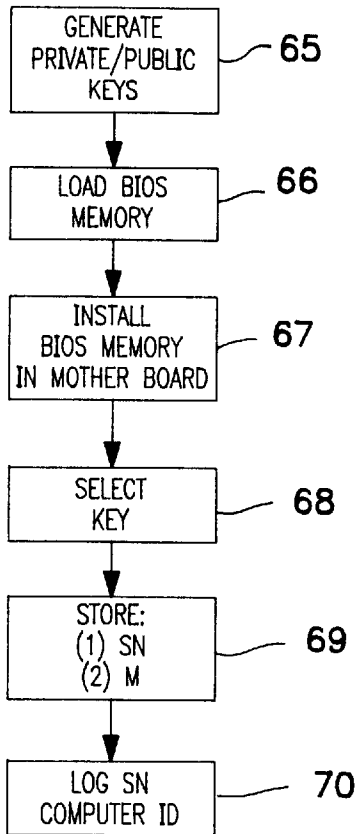 GENERATE
PRIVATE/PUBLIC
KEYS
65
LOAD BIOS
MEMORY
66
INSTALL
BIOS MEMORY
IN MOTHER BOARD
67
SELECT
KEY
68
STORE:
(1) SN
(2) M
69
LOG SN
COMPUTER ID
70